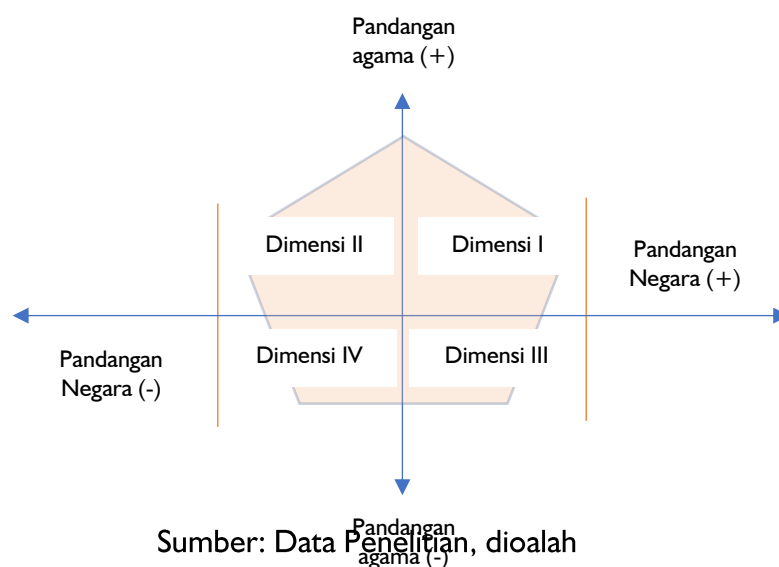 Pandangan
agama (+)
Dimensi II
Dimensi I
Pandangan
Negara (+)
Pandangan
Negara (-)
Dimensi IV
Dimensi III
Pandangan
agama (-)
Sumber: Data Penelitian, dioalah